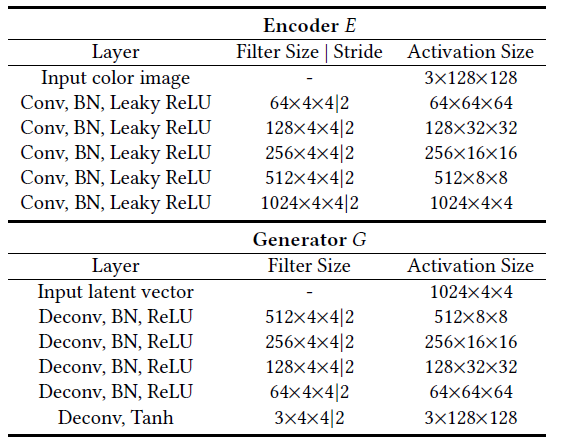 Encoder E
Layer Filter Size | Stride Activation Size
Input color image - 3×128×128
Conv, BN, Leaky ReLU 64×4×4|2 64×64×64
Conv, BN, Leaky ReLU 128×4×4|2 128×32×32
Conv, BN, Leaky ReLU 256×4×4|2 256×16×16
Conv, BN, Leaky ReLU 512×4×4|2 512×8×8
Conv, BN, Leaky ReLU 1024×4×4|2 1024×4×4
Generator G
Layer Filter Size Activation Size
Input latent vector - 1024×4×4
Deconv, BN, ReLU 512×4×4|2 512×8×8
Deconv, BN, ReLU 256×4×4|2 256×16×16
Deconv, BN, ReLU 128×4×4|2 128×32×32
Deconv, BN, ReLU 64×4×4|2 64×64×64
Deconv, Tanh 3×4×4|2 3×128×128